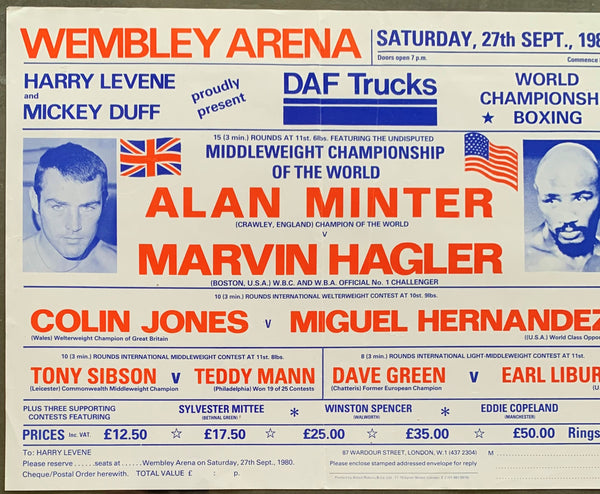 WEMBLEY ARENA
SATURDAY, 27th SEPT., 198
Doors open 7 p.m. Commence
HARRY LEVENE
and
MICKEY DUFF
proudly
present
DAF Trucks
WORLD
CHAMPIONSH
★ BOXING
15 (3 min.) ROUNDS AT 11st. 6lbs. FEATURING THE UNDISPUTED
MIDDLEWEIGHT CHAMPIONSHIP
OF THE WORLD
ALAN MINTER
(CRAWLEY, ENGLAND) CHAMPION OF THE WORLD
v
MARVIN HAGLER
(BOSTON, U.S.A.) W.B.C. AND W.B.A. OFFICIAL No. 1 CHALLENGER
10 (3 min.) ROUNDS INTERNATIONAL WELTERWEIGHT CONTEST AT 10st. 9lbs.
COLIN JONES v MIGUEL HERNANDEZ
(Wales) Welterweight Champion of Great Britain
(U.S.A.) World Class Oppo
10 (3 min.) ROUNDS INTERNATIONAL MIDDLEWEIGHT CONTEST AT 11st. 8lbs.
TONY SIBSON v TEDDY MANN
(Leicester) Commonwealth Middleweight Champion (Philadelphia) Won 19 of 25 Contests
8 (3 min.) ROUNDS INTERNATIONAL LIGHT-MIDDLEWEIGHT CONTEST AT 11st.
DAVE GREEN v EARL LIBUR
(Chatteris) Former European Champion
PLUS THREE SUPPORTING
CONTESTS FEATURING
SYLVESTER MITTEE
(BETHNAL GREEN)
*
WINSTON SPENCER
(WALWORTH)
*
EDDIE COPELAND
(MANCHESTER)
PRICES Inc. VAT. £12.50 ☆ £17.50 ☆ £25.00 ☆ £35.00 ☆ £50.00 Rings
To: HARRY LEVENE
Please reserve ......seats at ......Wembley Arena on Saturday, 27th Sept., 1980.
Cheque/Postal Order herewith. TOTAL VALUE £ : p.
87 WARDOUR STREET, LONDON, W.1 (437 2304)
Please enclose stamped addressed envelope for reply
M